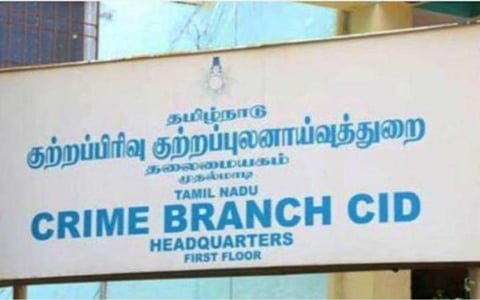 தமிழ்நாடு
குற்றப்பிரிவு குற்றப்புலனாய்வுத்துறை
தலைமையகம்
முதல்மாடி
TAMIL NADU
CRIME BRANCH CID
HEADQUARTERS
FIRST FLOOR